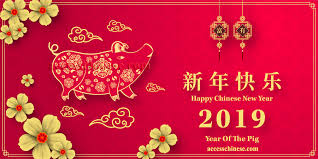 新年快乐
Happy Chinese New Year
2019
Year Of The Pig
accesschinese.com